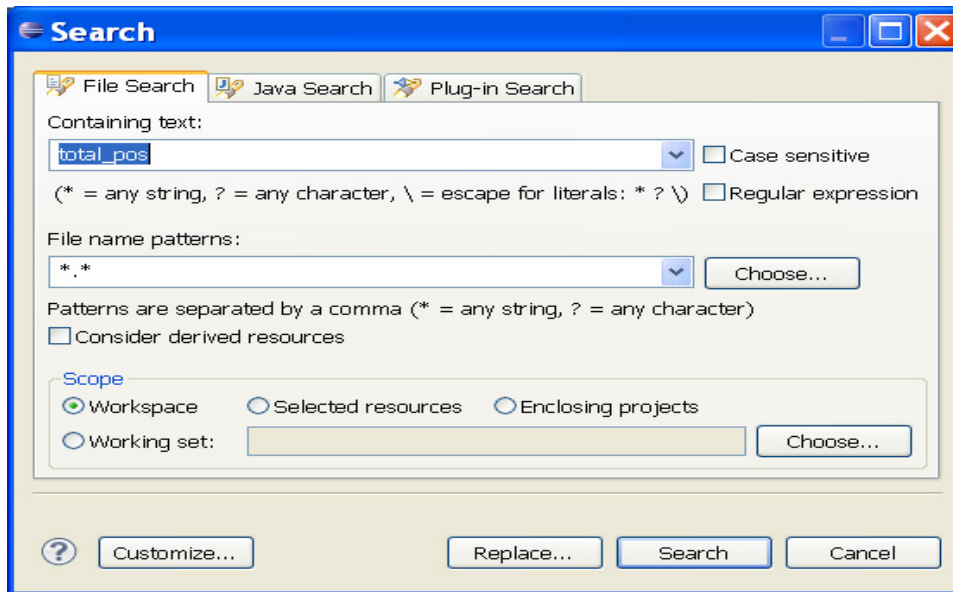 Search
File Search Java Search Plug-in Search
Containing text:
total_pos Case sensitive
(* = any string, ? = any character, \ = escape for literals: * ? \) Regular expression
File name patterns:
*.* Choose...
Patterns are separated by a comma (* = any string, ? = any character)
Consider derived resources
Scope
Workspace Selected resources Enclosing projects
Working set: Choose...
? Customize... Replace... Search Cancel